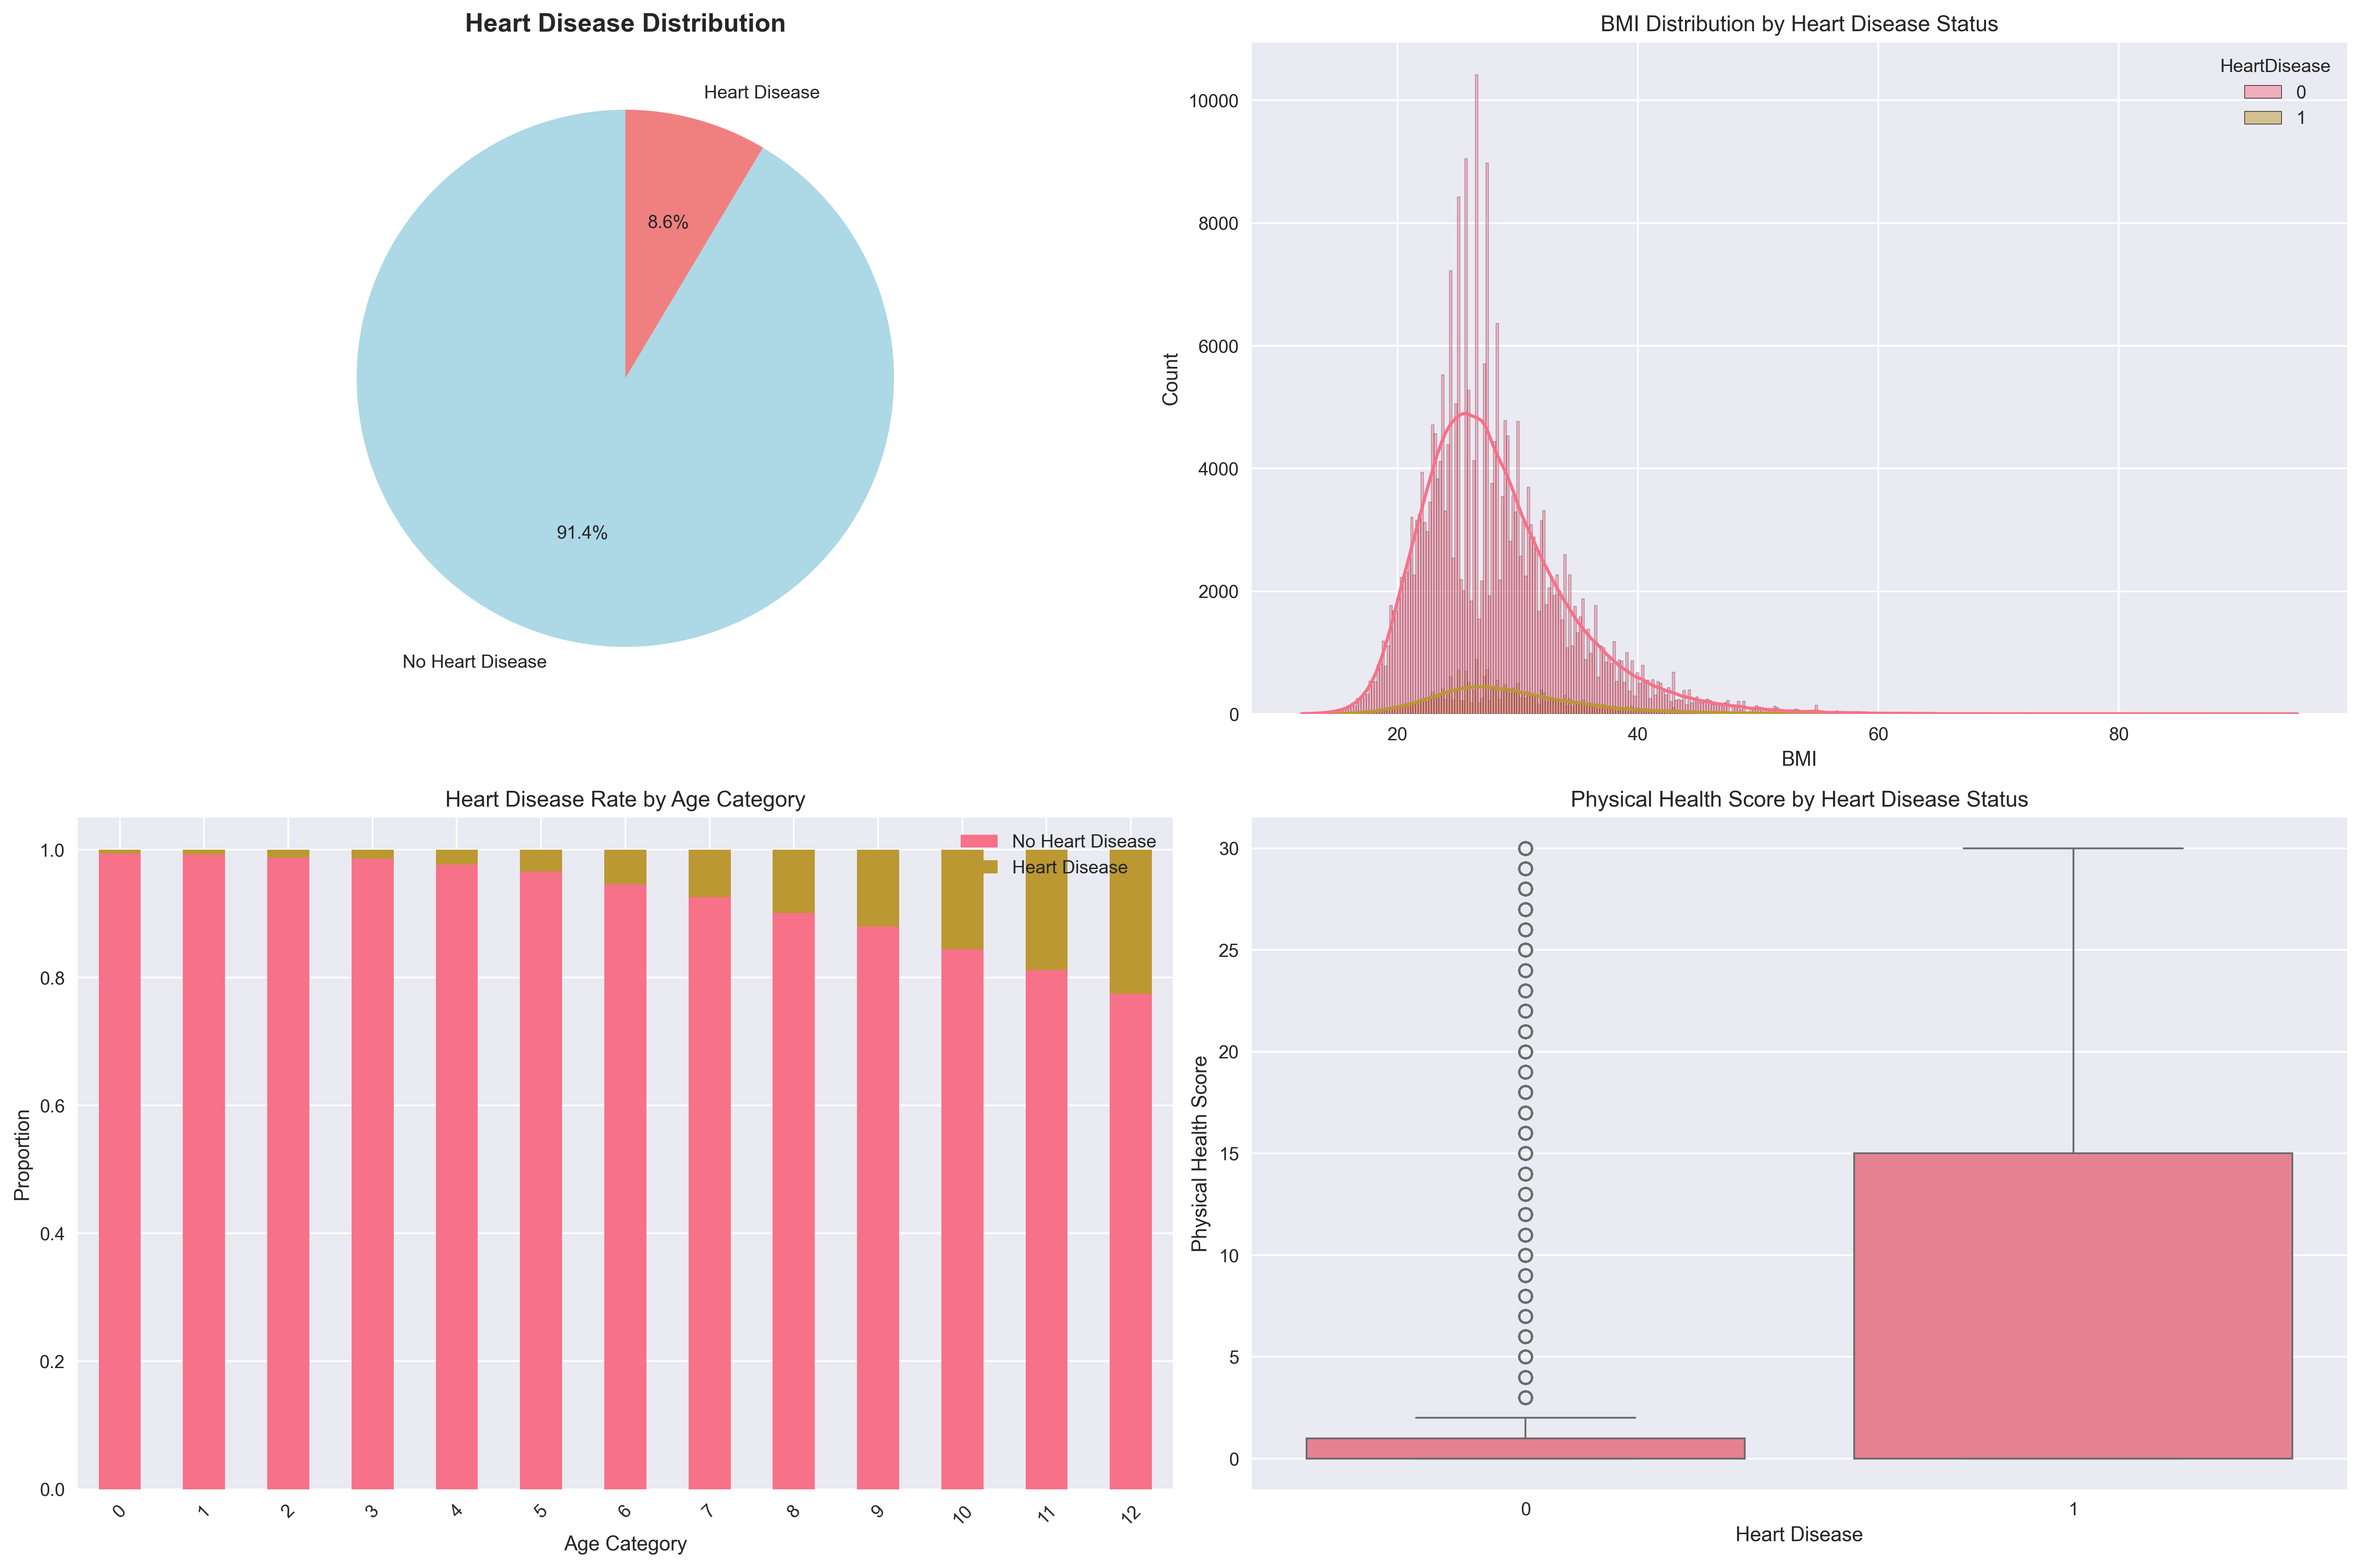 Heart Disease Distribution
Heart Disease
8.6%
91.4%
No Heart Disease
BMI Distribution by Heart Disease Status
HeartDisease
0
1
10000
8000
6000
4000
2000
0
Count
20 40 60 80
BMI
Heart Disease Rate by Age Category
No Heart Disease
Heart Disease
1.0
0.8
0.6
0.4
0.2
0.0
Proportion
0 1 2 3 4 5 6 7 8 9 10 11 12
Age Category
Physical Health Score by Heart Disease Status
30
25
20
15
10
5
0
Physical Health Score
0 1
Heart Disease